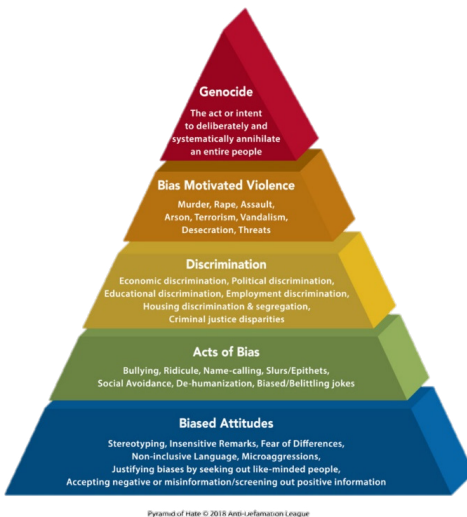 Genocide
The act or intent
to deliberately and
systematically annihilate
an entire people
Bias Motivated Violence
Murder, Rape, Assault,
Arson, Terrorism, Vandalism,
Desecration, Threats
Discrimination
Economic discrimination, Political discrimination,
Educational discrimination, Employment discrimination,
Housing discrimination & segregation,
Criminal justice disparities
Acts of Bias
Bullying, Ridicule, Name-calling, Slurs/Epithets,
Social Avoidance, De-humanization, Biased/Belittling jokes
Biased Attitudes
Stereotyping, Insensitive Remarks, Fear of Differences,
Non-inclusive Language, Microaggressions,
Justifying biases by seeking out like-minded people,
Accepting negative or misinformation/screening out positive information
Pyramid of Hate © 2018 Anti-Defamation League